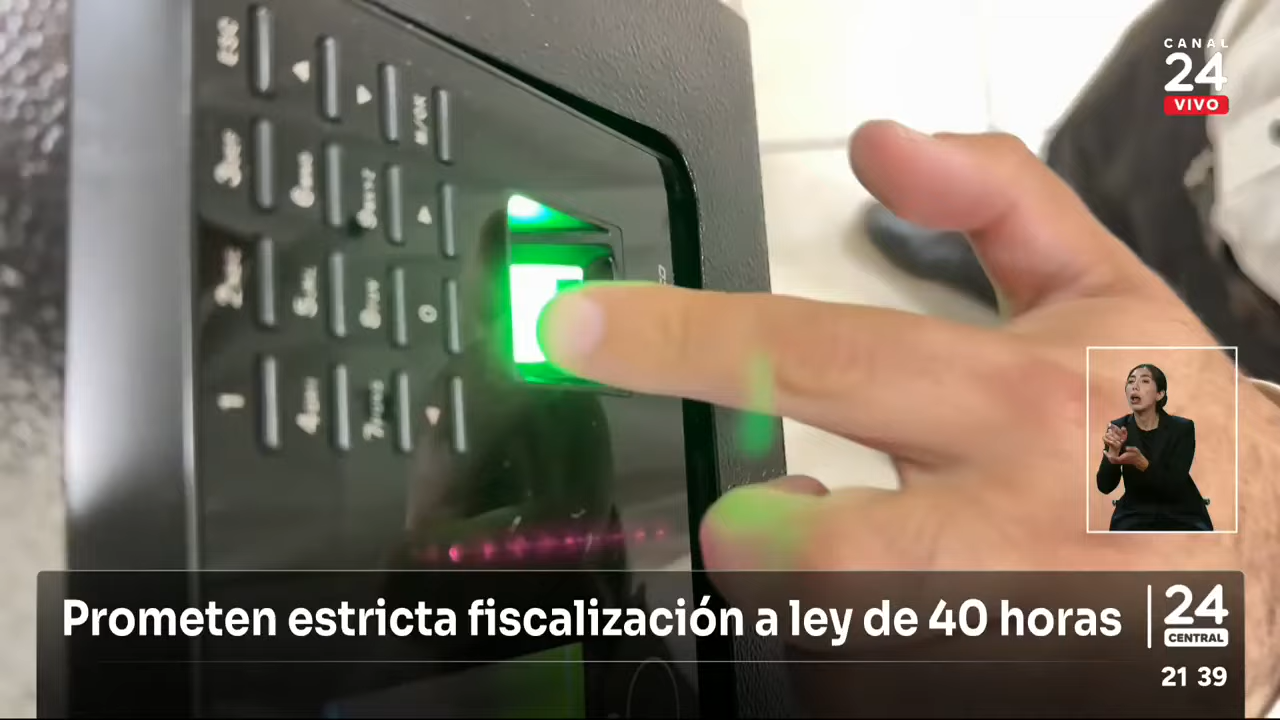 CANAL
24
VIVO
ESC
M/OK
0
1
Prometen estricta fiscalización a ley de 40 horas
24
CENTRAL
21 39